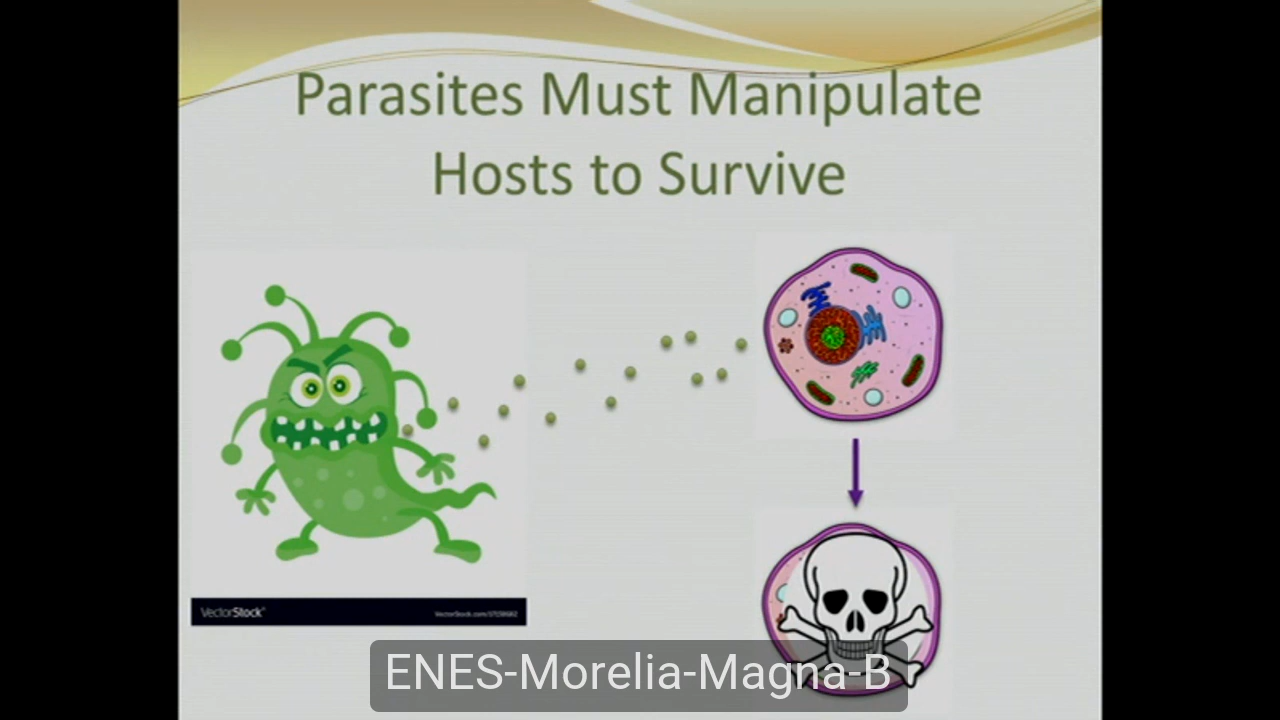 Parasites Must Manipulate
Hosts to Survive
VectorStock®
ENES-Morelia-Magna-B